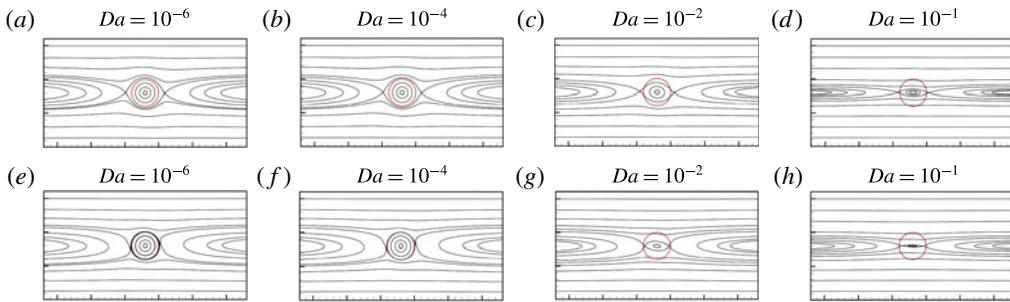 (a) Da = 10⁻⁶ (b) Da = 10⁻⁴ (c) Da = 10⁻² (d) Da = 10⁻¹
(e) Da = 10⁻⁶ (f) Da = 10⁻⁴ (g) Da = 10⁻² (h) Da = 10⁻¹